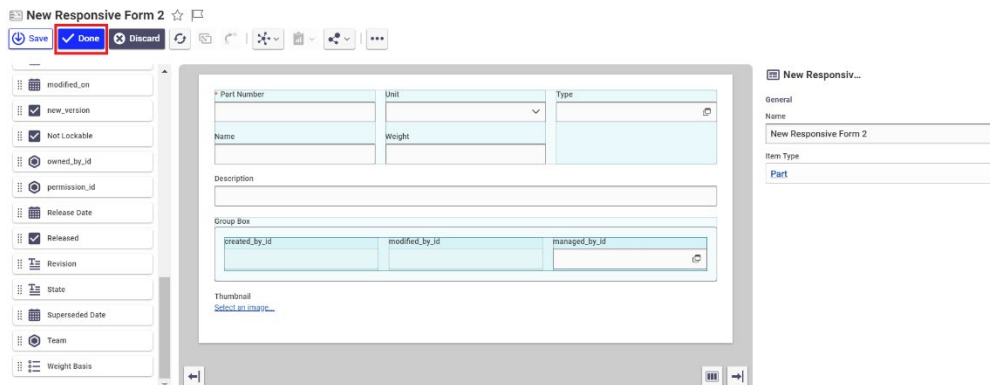 New Responsive Form 2
Save Done Discard
modified_on
new_version
Not Lockable
owned_by_id
permission_id
Release Date
Released
Revision
State
Superseded Date
Team
Weight Basis
* Part Number Unit Type
Name Weight
Description
Group Box
created_by_id modified_by_id managed_by_id
Thumbnail
Select an image...
New Responsiv...
General
Name
New Responsive Form 2
Item Type
Part